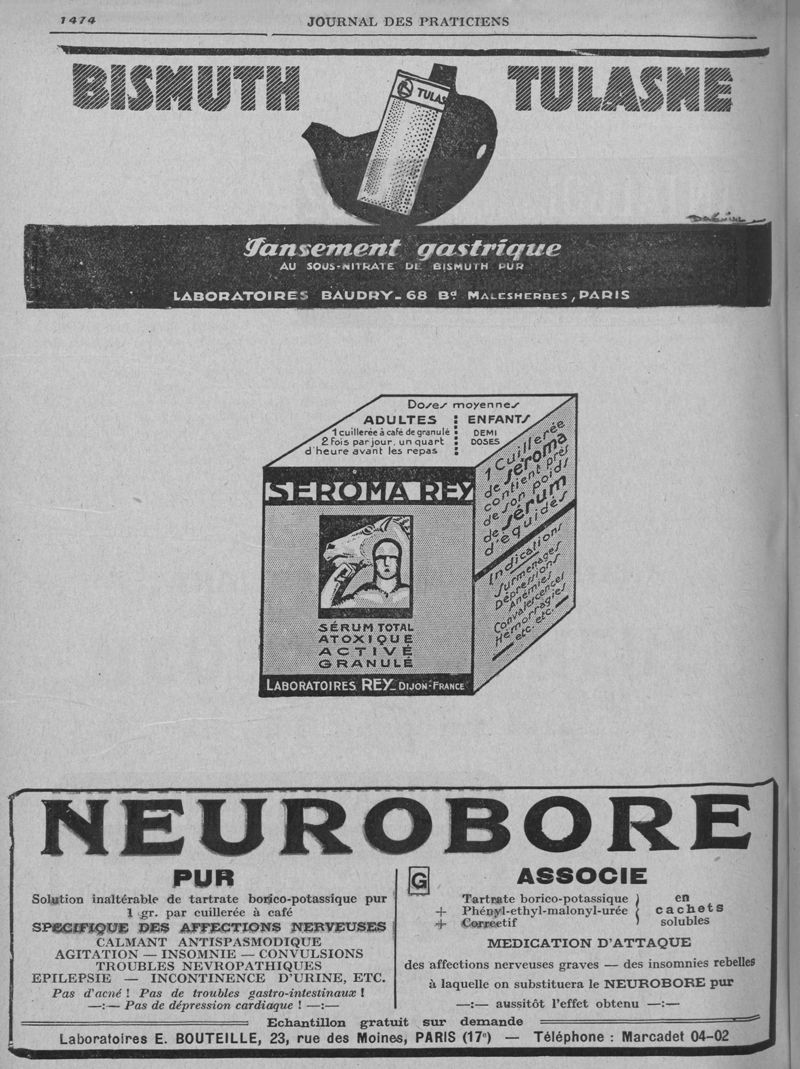 1474
JOURNAL DES PRATICIENS
BISMUTH TULASNE
TULAS
Pansement gastrique
AU SOUS-NITRATE DE BISMUTH PUR
LABORATOIRES BAUDRY_68 Bd MALESHERBES, PARIS
Doses moyennes
ADULTES
1 cuillerée à café de granulé
2 fois par jour, un quart
d'heure avant les repas
ENFANTS
DEMI
DOSES
SEROMA REY
SÉRUM TOTAL
ATOXIQUE
ACTIVÉ
GRANULÉ
LABORATOIRES REY_DIJON-FRANCE
1 Cuillerée
de séroma
contient près
de son poids
de sérum
d'équidés
Indications
Surmenages
Dépressions
Anémies
Convalescences
Hémorragies
etc. etc.
NEUROBORE
PUR
Solution inaltérable de tartrate borico-potassique pur
1 gr. par cuillerée à café
SPECIFIQUE DES AFFECTIONS NERVEUSES
CALMANT ANTISPASMODIQUE
AGITATION — INSOMNIE — CONVULSIONS
TROUBLES NEVROPATHIQUES
EPILEPSIE — INCONTINENCE D'URINE, ETC.
Pas d'acné ! Pas de troubles gastro-intestinaux !
—:— Pas de dépression cardiaque ! —:—
G
ASSOCIE
Tartrate borico-potassique
+ Phényl-ethyl-malonyl-urée
+ Correctif
en
cachets
solubles
MEDICATION D'ATTAQUE
des affections nerveuses graves — des insomnies rebelles
à laquelle on substituera le NEUROBORE pur
—:— aussitôt l'effet obtenu —:—
Echantillon gratuit sur demande
Laboratoires E. BOUTEILLE, 23, rue des Moines, PARIS (17e) — Téléphone : Marcadet 04-02